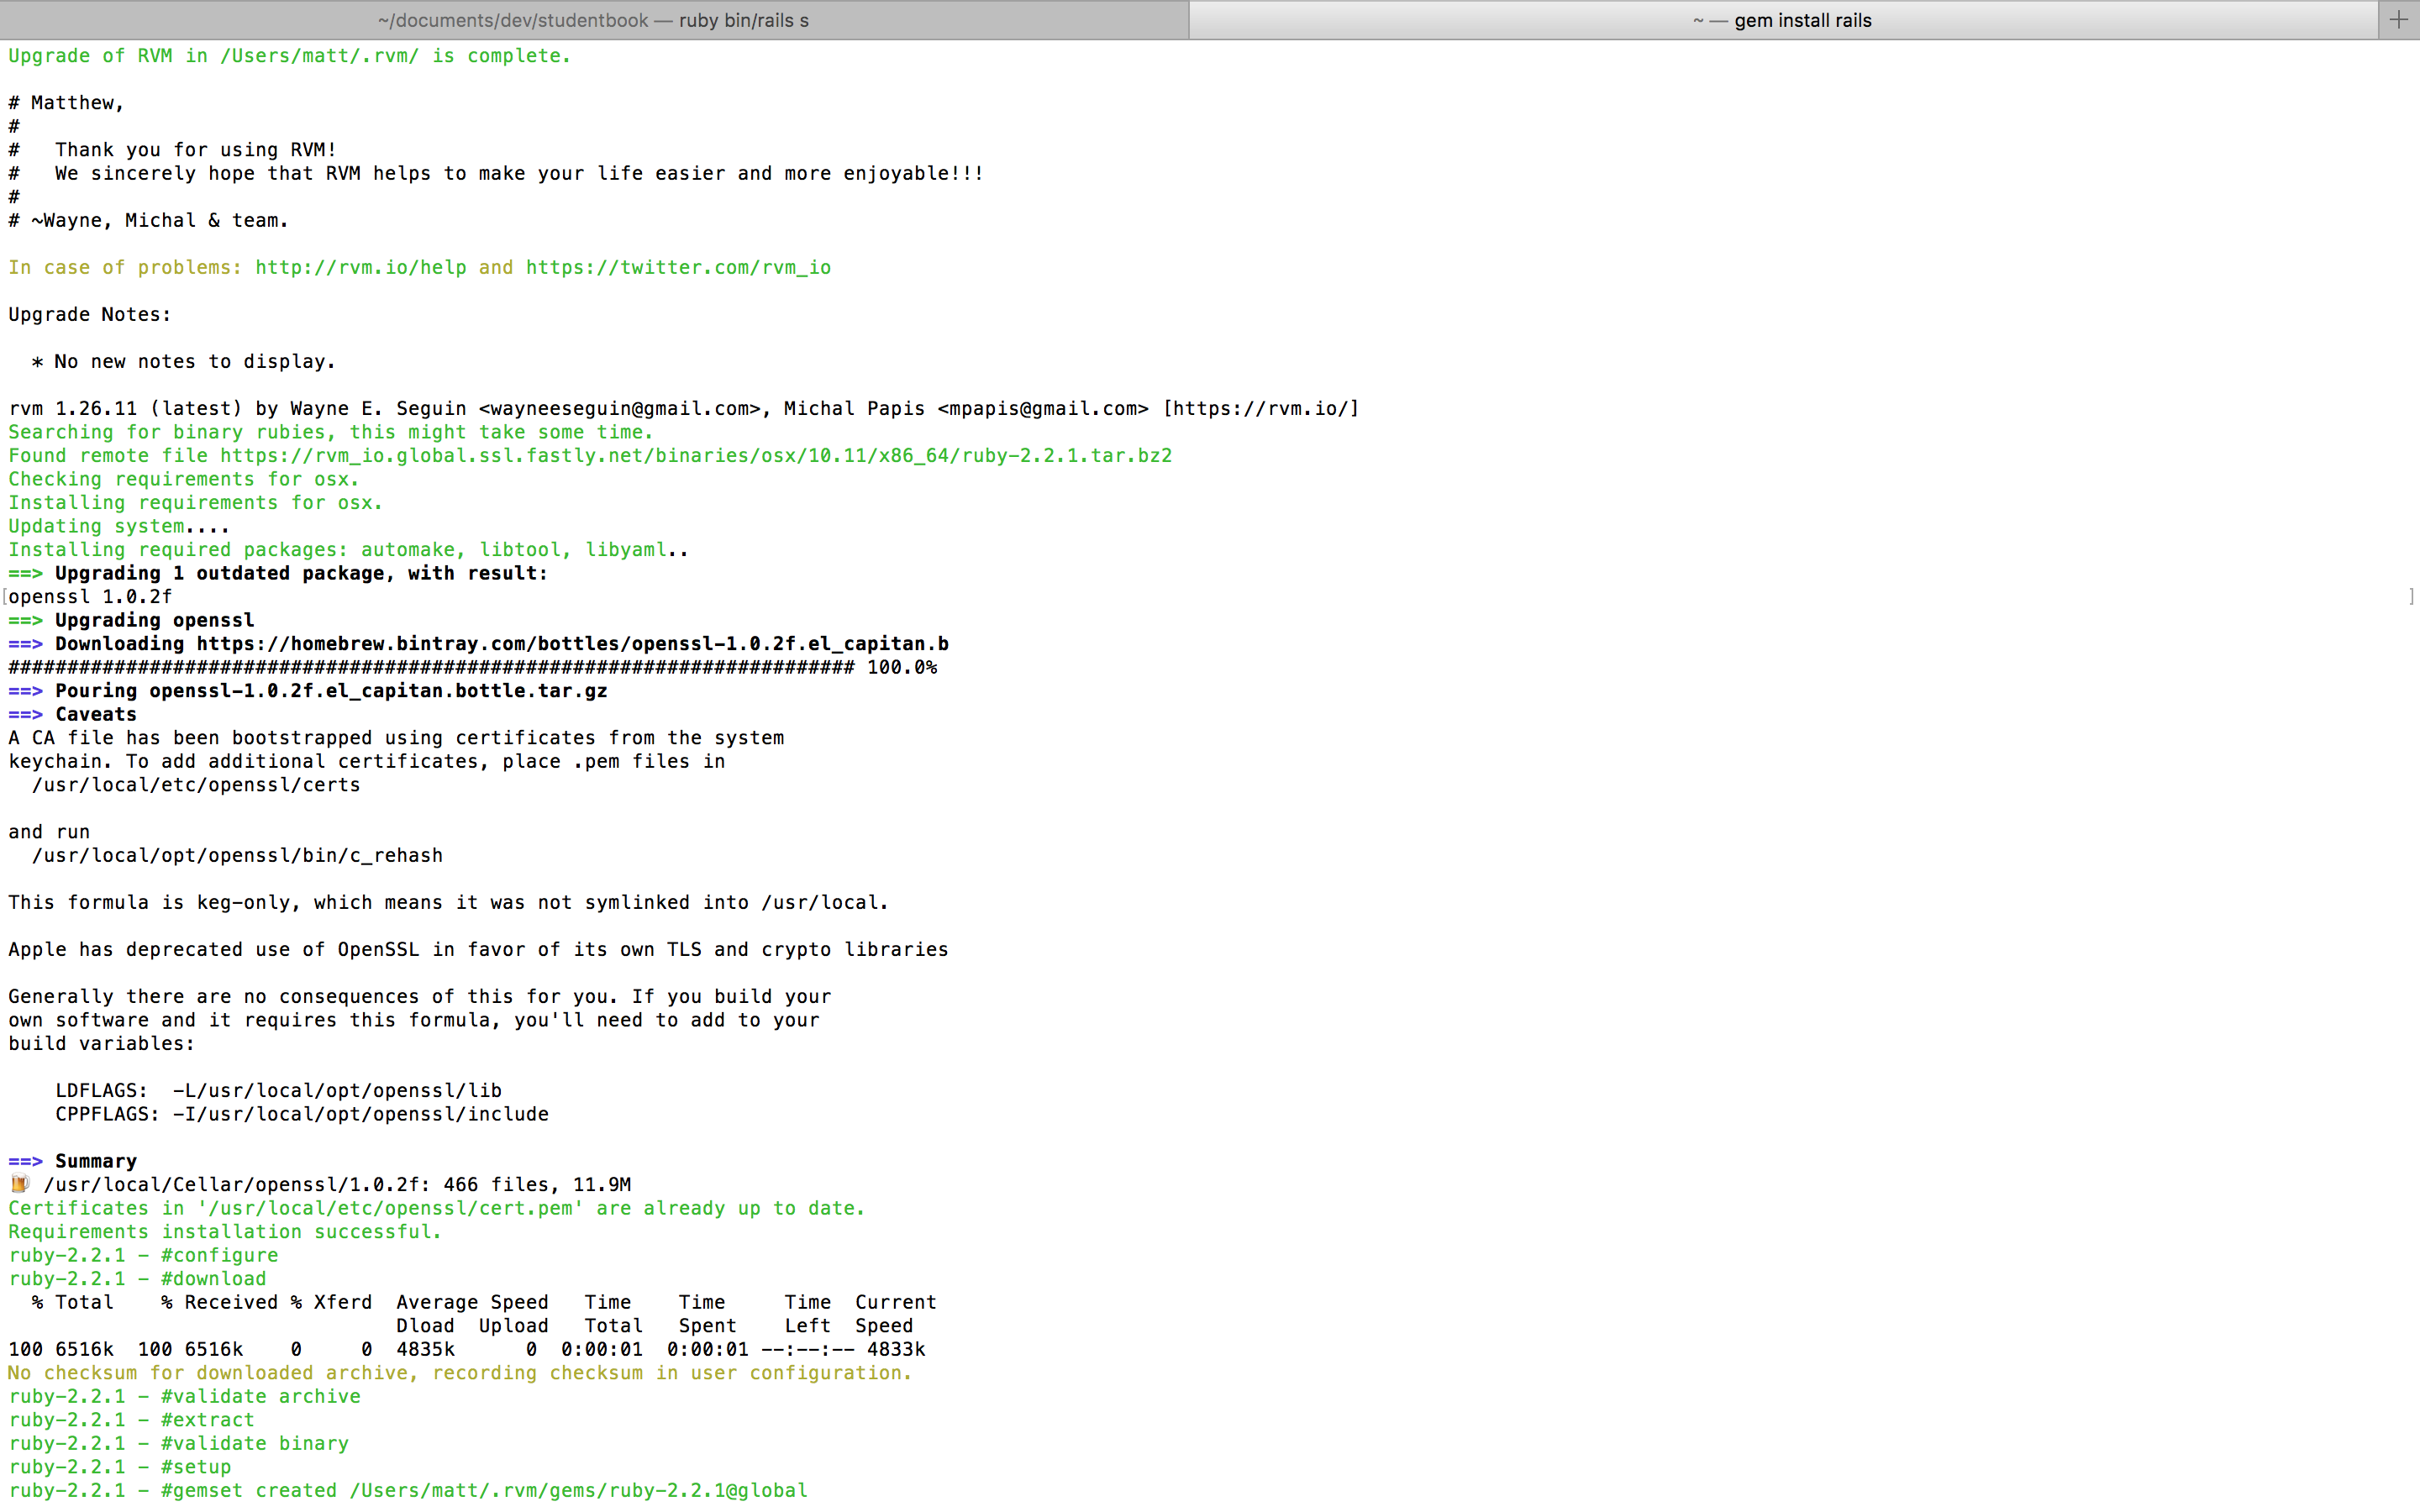 ~/documents/dev/studentbook — ruby bin/rails s
~ — gem install rails
Upgrade of RVM in /Users/matt/.rvm/ is complete.
# Matthew,
#
#   Thank you for using RVM!
#   We sincerely hope that RVM helps to make your life easier and more enjoyable!!!
#
# ~Wayne, Michal & team.
In case of problems: http://rvm.io/help and https://twitter.com/rvm_io
Upgrade Notes:
  * No new notes to display.
rvm 1.26.11 (latest) by Wayne E. Seguin <wayneeseguin@gmail.com>, Michal Papis <mpapis@gmail.com> [https://rvm.io/]
Searching for binary rubies, this might take some time.
Found remote file https://rvm_io.global.ssl.fastly.net/binaries/osx/10.11/x86_64/ruby-2.2.1.tar.bz2
Checking requirements for osx.
Installing requirements for osx.
Updating system....
Installing required packages: automake, libtool, libyaml..
==> Upgrading 1 outdated package, with result:
[openssl 1.0.2f ]
==> Upgrading openssl
==> Downloading https://homebrew.bintray.com/bottles/openssl-1.0.2f.el_capitan.b
######################################################################## 100.0%
==> Pouring openssl-1.0.2f.el_capitan.bottle.tar.gz
==> Caveats
A CA file has been bootstrapped using certificates from the system
keychain. To add additional certificates, place .pem files in
  /usr/local/etc/openssl/certs
and run
  /usr/local/opt/openssl/bin/c_rehash
This formula is keg-only, which means it was not symlinked into /usr/local.
Apple has deprecated use of OpenSSL in favor of its own TLS and crypto libraries
Generally there are no consequences of this for you. If you build your
own software and it requires this formula, you'll need to add to your
build variables:
    LDFLAGS:  -L/usr/local/opt/openssl/lib
    CPPFLAGS: -I/usr/local/opt/openssl/include
==> Summary
🍺 /usr/local/Cellar/openssl/1.0.2f: 466 files, 11.9M
Certificates in '/usr/local/etc/openssl/cert.pem' are already up to date.
Requirements installation successful.
ruby-2.2.1 - #configure
ruby-2.2.1 - #download
  % Total    % Received % Xferd  Average Speed   Time    Time     Time  Current
                                 Dload  Upload   Total   Spent    Left  Speed
100 6516k  100 6516k    0     0  4835k      0  0:00:01  0:00:01 --:--:-- 4833k
No checksum for downloaded archive, recording checksum in user configuration.
ruby-2.2.1 - #validate archive
ruby-2.2.1 - #extract
ruby-2.2.1 - #validate binary
ruby-2.2.1 - #setup
ruby-2.2.1 - #gemset created /Users/matt/.rvm/gems/ruby-2.2.1@global